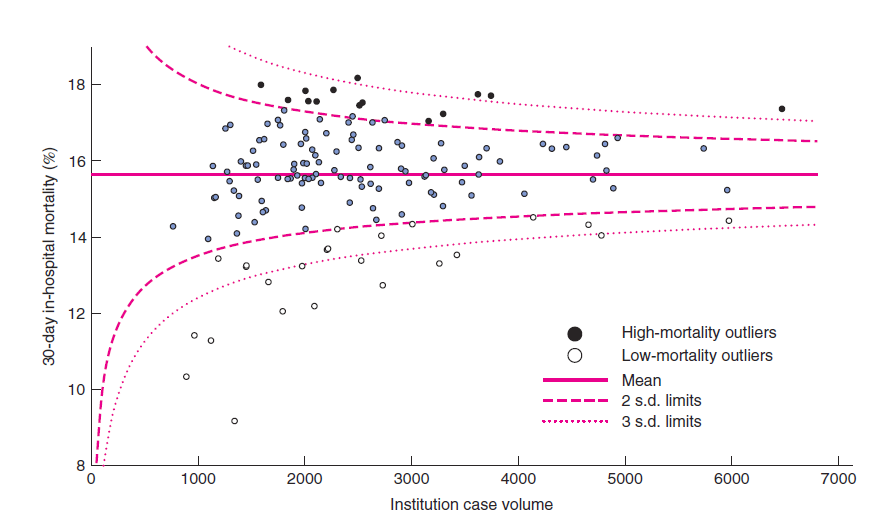 18
16
14
12
10
8
30-day in-hospital mortality (%)
High-mortality outliers
Low-mortality outliers
Mean
2 s.d. limits
3 s.d. limits
0 1000 2000 3000 4000 5000 6000 7000
Institution case volume